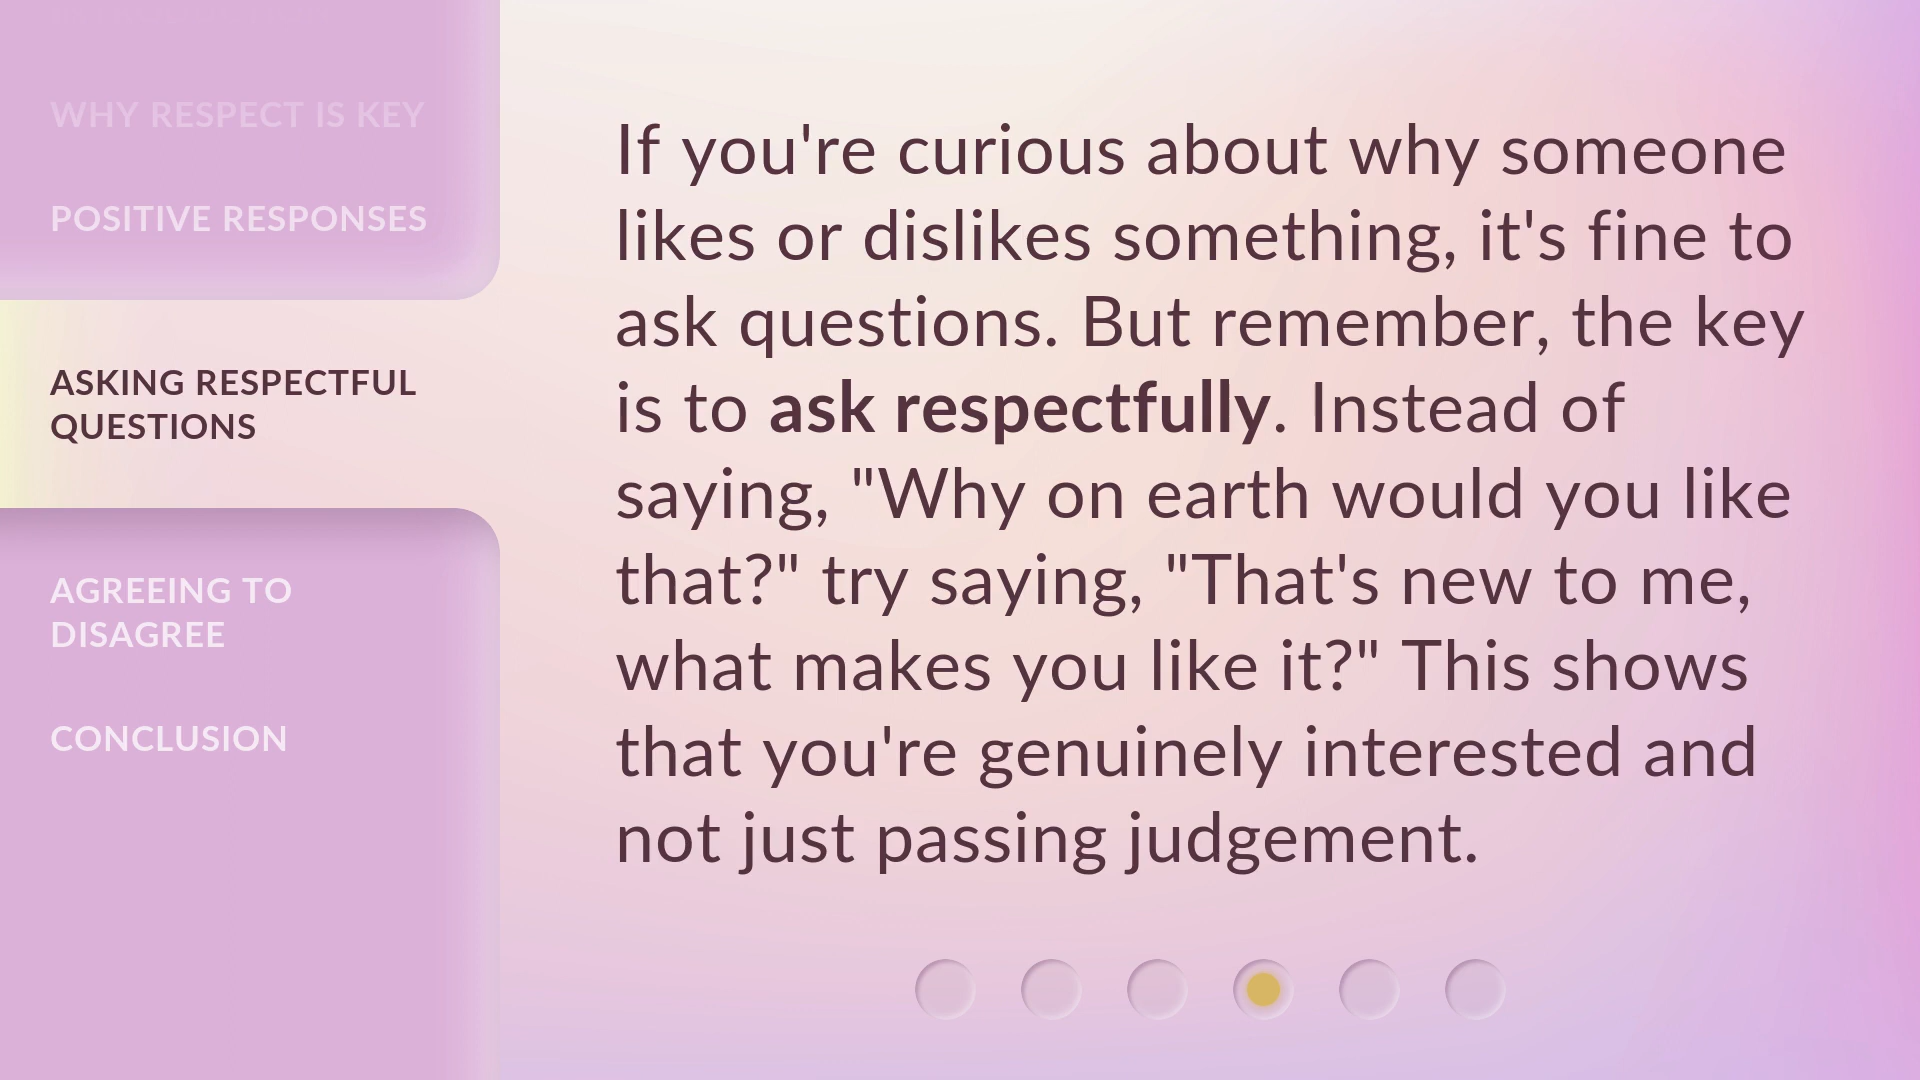 WHY RESPECT IS KEY
POSITIVE RESPONSES
ASKING RESPECTFUL
QUESTIONS
AGREEING TO
DISAGREE
CONCLUSION
If you're curious about why someone
likes or dislikes something, it's fine to
ask questions. But remember, the key
is to ask respectfully. Instead of
saying, "Why on earth would you like
that?" try saying, "That's new to me,
what makes you like it?" This shows
that you're genuinely interested and
not just passing judgement.